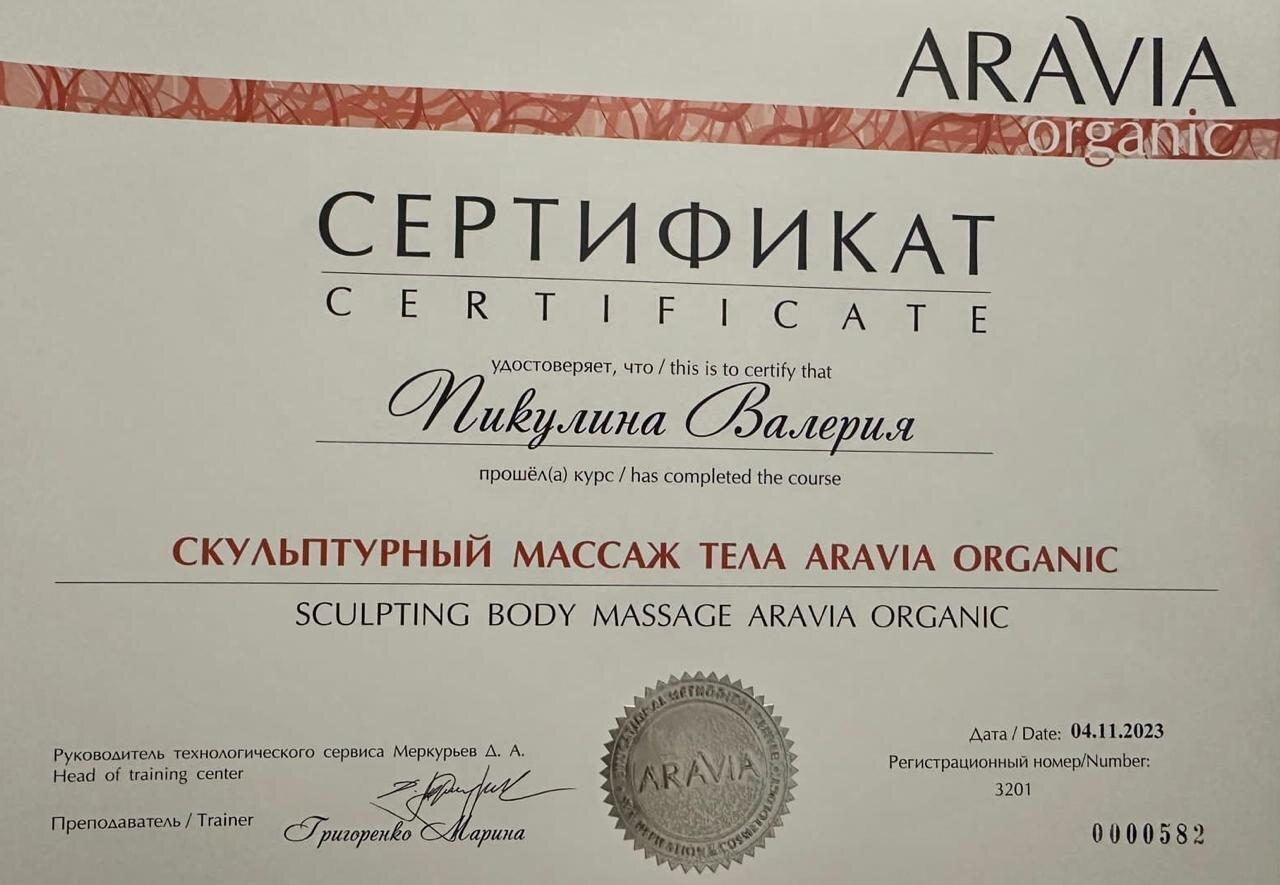 ARAVIA
organic
СЕРТИФИКАТ
CERTIFICATE
удостоверяет, что / this is to certify that
Пикулина Валерия
прошёл(а) курс / has completed the course
СКУЛЬПТУРНЫЙ МАССАЖ ТЕЛА ARAVIA ORGANIC
SCULPTING BODY MASSAGE ARAVIA ORGANIC
Руководитель технологического сервиса Меркурьев Д. А.
Head of training center
Преподаватель / Trainer Григоренко Марина
ARAVIA
Дата / Date: 04.11.2023
Регистрационный номер/Number:
3201
0000582